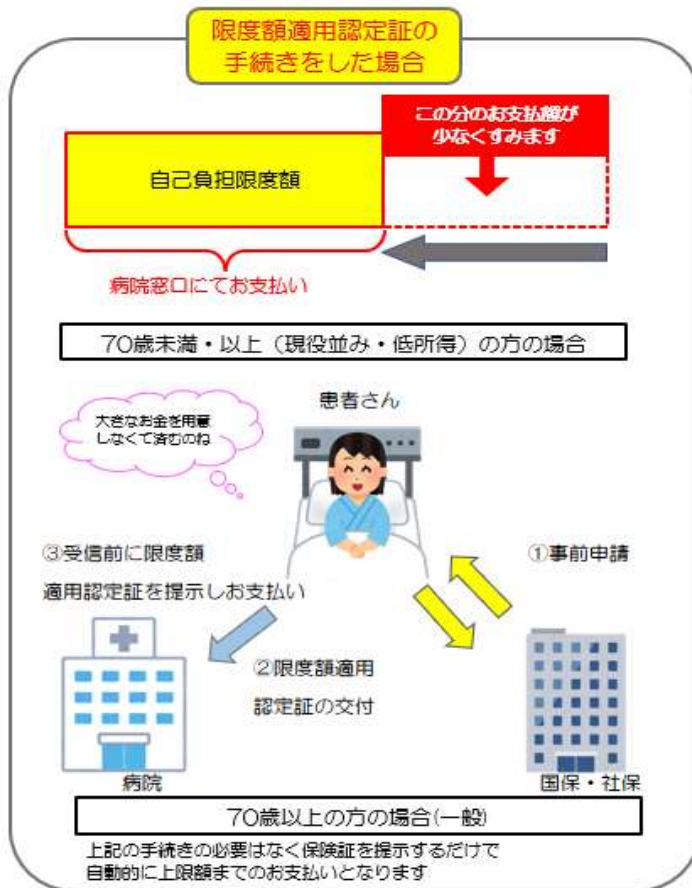 限度額適用認定証の
手続きをした場合
この分のお支払額が
少なくすみます
自己負担限度額
病院窓口にてお支払い
70歳未満・以上（現役並み・低所得）の方の場合
患者さん
大きなお金を用意
しなくて済むのね
③受信前に限度額
適用認定証を提示しお支払い
①事前申請
②限度額適用
認定証の交付
病院
国保・社保
70歳以上の方の場合(一般)
上記の手続きの必要はなく保険証を提示するだけで
自動的に上限額までのお支払いとなります